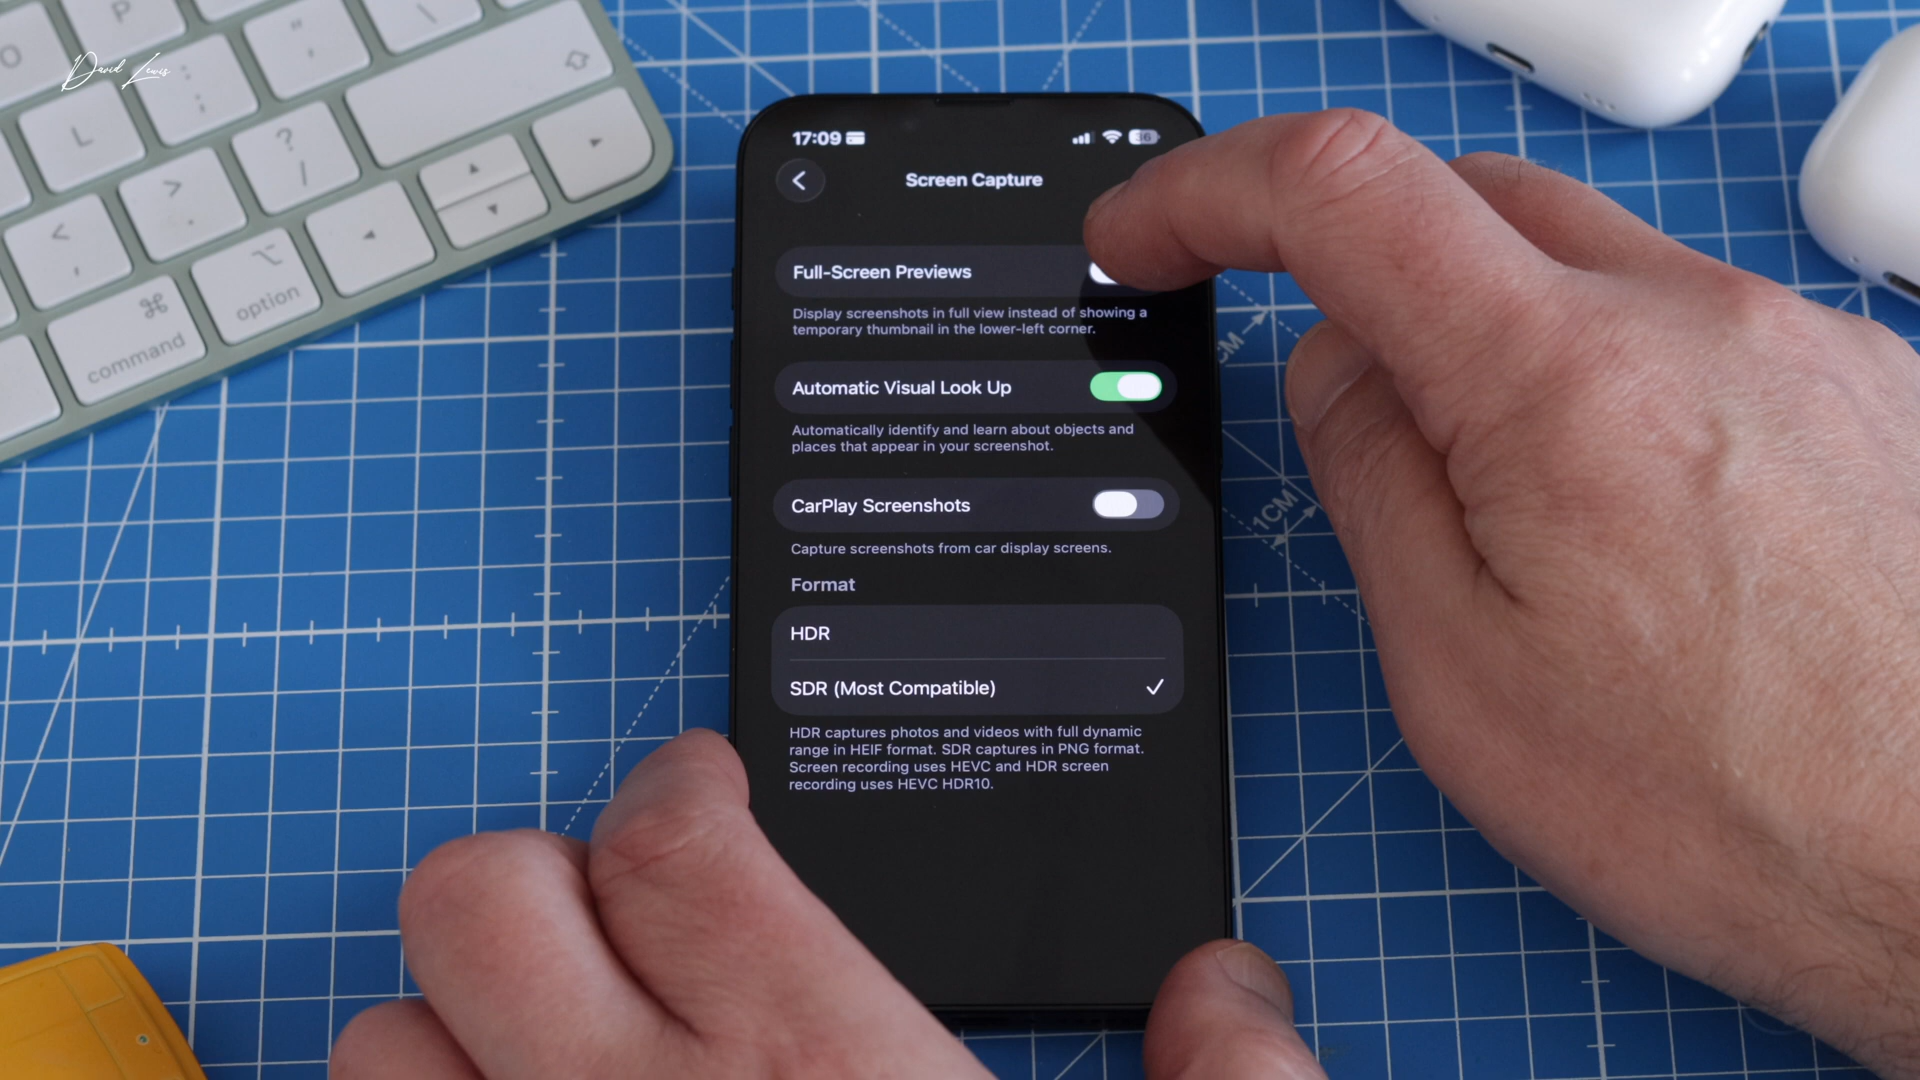 David Lewis
O
P
L
"
'
:
;
?
/
>
.
<
,
⌘
command
⌥
option
17:09
36
Screen Capture
Full-Screen Previews
Display screenshots in full view instead of showing a
temporary thumbnail in the lower-left corner.
Automatic Visual Look Up
Automatically identify and learn about objects and
places that appear in your screenshot.
CarPlay Screenshots
Capture screenshots from car display screens.
Format
HDR
SDR (Most Compatible)
HDR captures photos and videos with full dynamic
range in HEIF format. SDR captures in PNG format.
Screen recording uses HEVC and HDR screen
recording uses HEVC HDR10.
CM
1CM